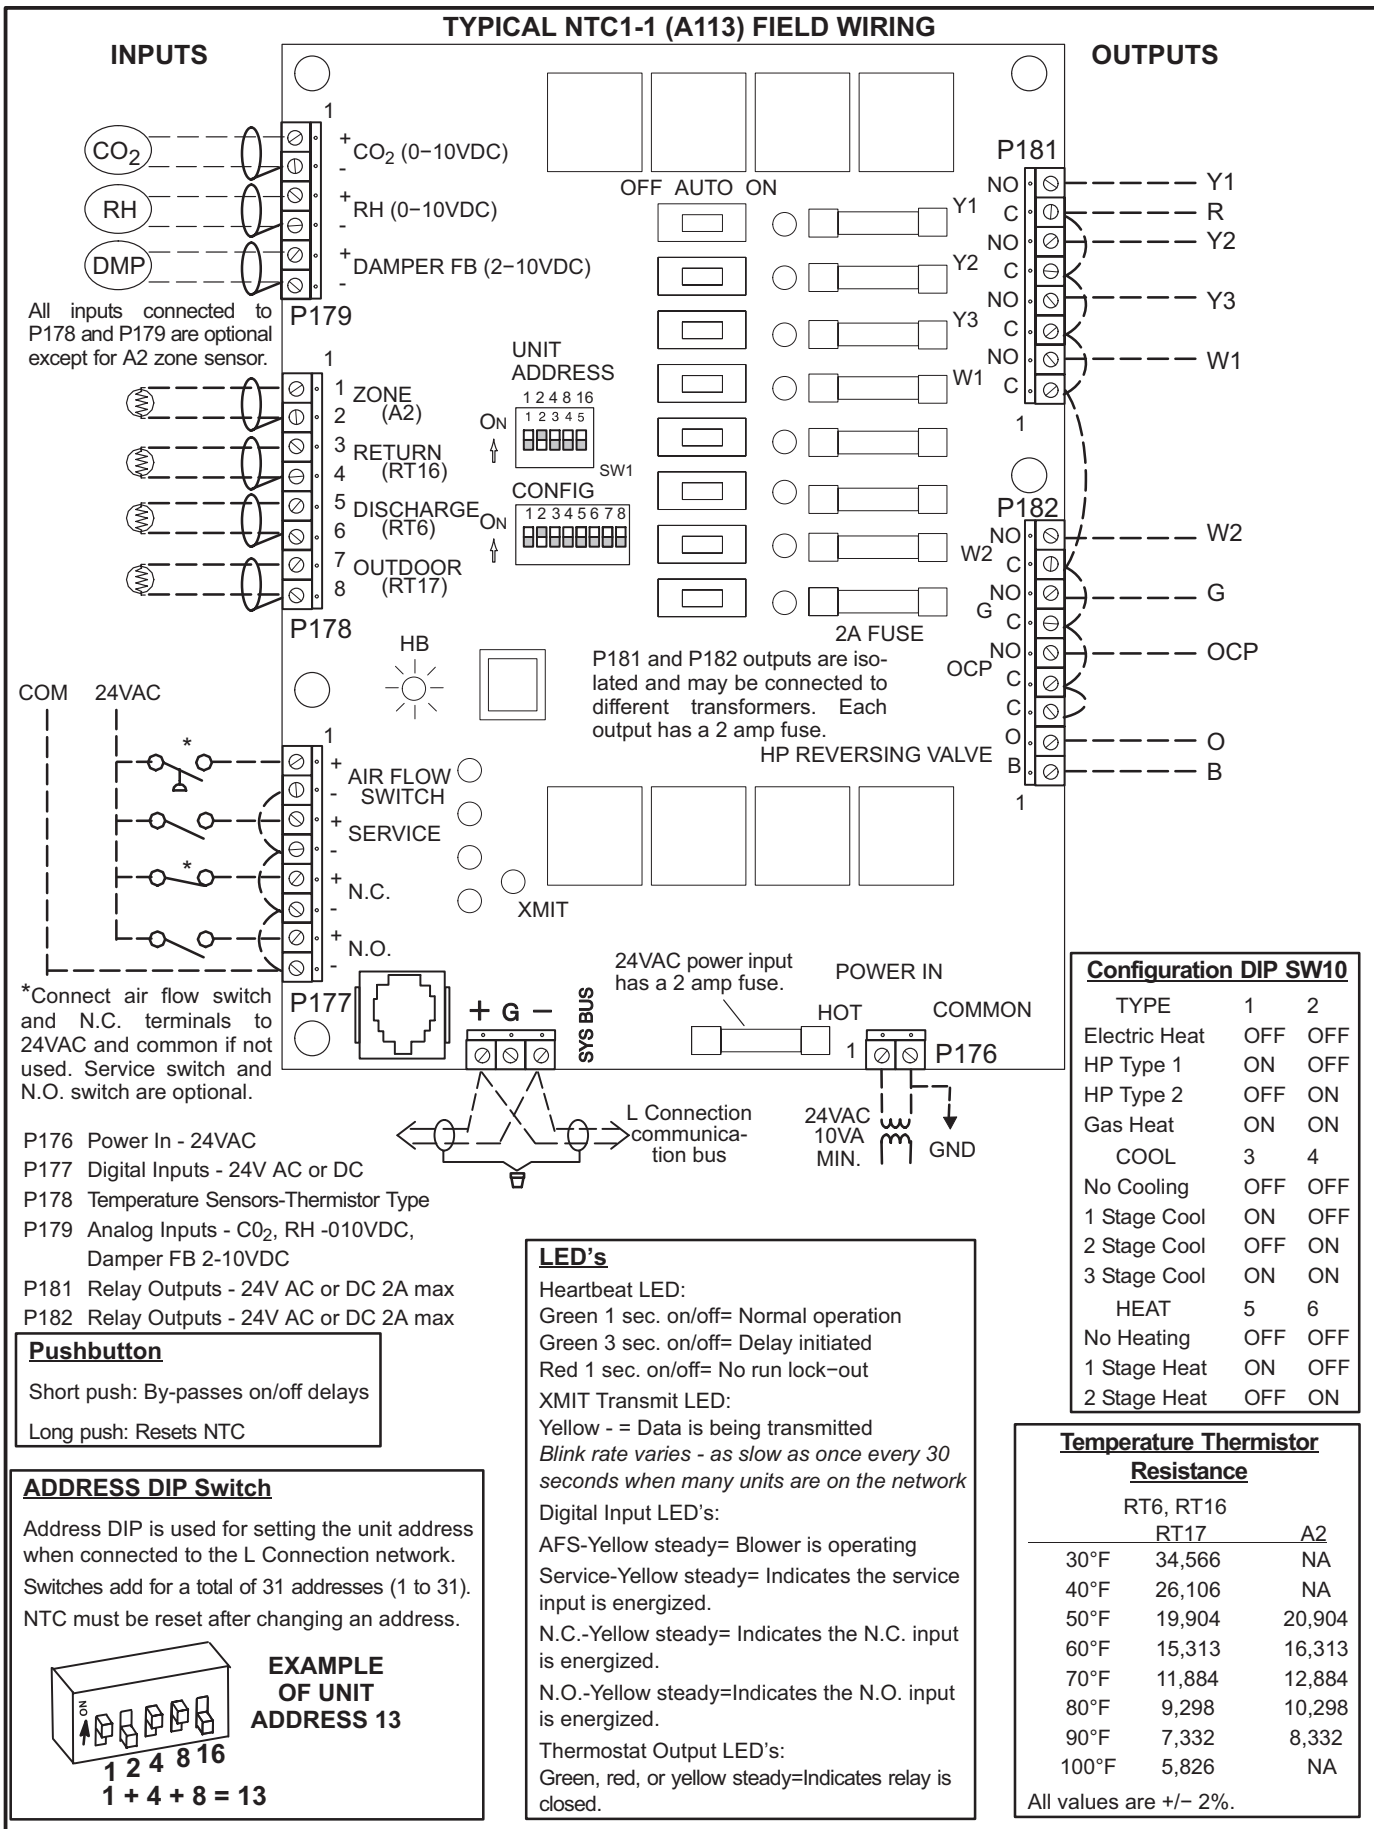 TYPICAL NTC1-1 (A113) FIELD WIRING
INPUTS
OUTPUTS
1
CO2
+
CO2 (0−10VDC)
-
RH
+
RH (0−10VDC)
-
DMP
+
DAMPER FB (2−10VDC)
-
P179
All inputs connected to
P178 and P179 are optional
except for A2 zone sensor.
1
1 ZONE
2 (A2)
3 RETURN
4 (RT16)
5 DISCHARGE
6 (RT6)
7 OUTDOOR
8 (RT17)
P178
UNIT
ADDRESS
1 2 4 8 16
ON
1 2 3 4 5
SW1
CONFIG
ON
1 2 3 4 5 6 7 8
OFF AUTO ON
Y1
Y2
Y3
W1
W2
G
OCP
2A FUSE
P181
NO
Y1
C
R
NO
Y2
C
NO
Y3
C
NO
W1
C
1
P182
NO
W2
C
NO
G
C
NO
OCP
C
C
O
O
B
B
1
HP REVERSING VALVE
HB
P181 and P182 outputs are iso-
lated and may be connected to
different transformers. Each
output has a 2 amp fuse.
COM 24VAC
1
*
+
AIR FLOW
- SWITCH
+
SERVICE
-
*
+
N.C.
-
+
N.O.
-
XMIT
P177
*Connect air flow switch
and N.C. terminals to
24VAC and common if not
used. Service switch and
N.O. switch are optional.
+ G −
SYS BUS
L Connection
communica-
tion bus
24VAC power input
has a 2 amp fuse.
POWER IN
HOT
COMMON
1
P176
24VAC
10VA
MIN.
GND
P176 Power In - 24VAC
P177 Digital Inputs - 24V AC or DC
P178 Temperature Sensors-Thermistor Type
P179 Analog Inputs - C02, RH -010VDC,
Damper FB 2-10VDC
P181 Relay Outputs - 24V AC or DC 2A max
P182 Relay Outputs - 24V AC or DC 2A max
Pushbutton
Short push: By-passes on/off delays
Long push: Resets NTC
ADDRESS DIP Switch
Address DIP is used for setting the unit address
when connected to the L Connection network.
Switches add for a total of 31 addresses (1 to 31).
NTC must be reset after changing an address.
ON
1 2 4 8 16
1 + 4 + 8 = 13
EXAMPLE
OF UNIT
ADDRESS 13
LED's
Heartbeat LED:
Green 1 sec. on/off= Normal operation
Green 3 sec. on/off= Delay initiated
Red 1 sec. on/off= No run lock−out
XMIT Transmit LED:
Yellow - = Data is being transmitted
Blink rate varies - as slow as once every 30
seconds when many units are on the network
Digital Input LED's:
AFS-Yellow steady= Blower is operating
Service-Yellow steady= Indicates the service
input is energized.
N.C.-Yellow steady= Indicates the N.C. input
is energized.
N.O.-Yellow steady=Indicates the N.O. input
is energized.
Thermostat Output LED's:
Green, red, or yellow steady=Indicates relay is
closed.
Configuration DIP SW10
TYPE 1 2
Electric Heat OFF OFF
HP Type 1 ON OFF
HP Type 2 OFF ON
Gas Heat ON ON
COOL 3 4
No Cooling OFF OFF
1 Stage Cool ON OFF
2 Stage Cool OFF ON
3 Stage Cool ON ON
HEAT 5 6
No Heating OFF OFF
1 Stage Heat ON OFF
2 Stage Heat OFF ON
Temperature Thermistor
Resistance
RT6, RT16
RT17 A2
30°F 34,566 NA
40°F 26,106 NA
50°F 19,904 20,904
60°F 15,313 16,313
70°F 11,884 12,884
80°F 9,298 10,298
90°F 7,332 8,332
100°F 5,826 NA
All values are +/− 2%.